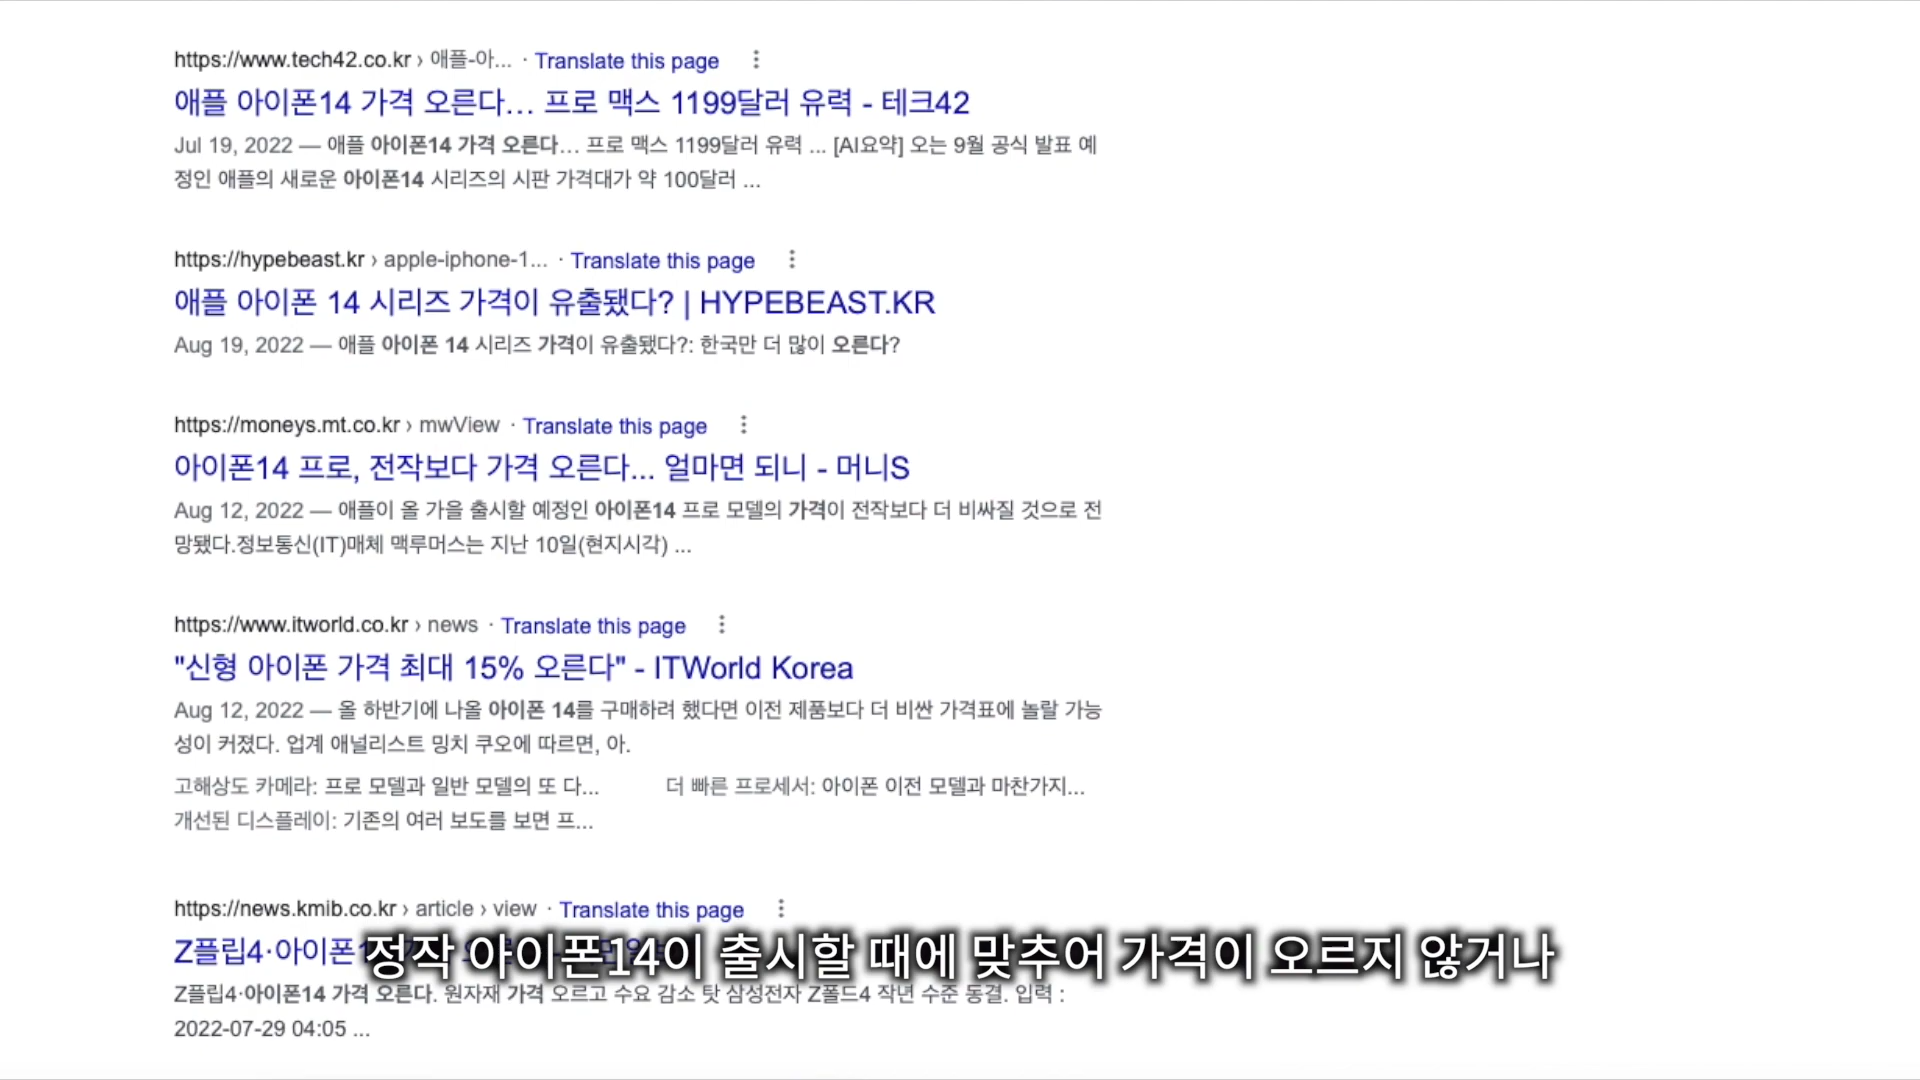 https://www.tech42.co.kr › 애플-아... · Translate this page
애플 아이폰14 가격 오른다... 프로 맥스 1199달러 유력 - 테크42
Jul 19, 2022 — 애플 아이폰14 가격 오른다... 프로 맥스 1199달러 유력 ... [AI요약] 오는 9월 공식 발표 예
정인 애플의 새로운 아이폰14 시리즈의 시판 가격대가 약 100달러 ...
https://hypebeast.kr › apple-iphone-1... · Translate this page
애플 아이폰 14 시리즈 가격이 유출됐다? | HYPEBEAST.KR
Aug 19, 2022 — 애플 아이폰 14 시리즈 가격이 유출됐다?: 한국만 더 많이 오른다?
https://moneys.mt.co.kr › mwView · Translate this page
아이폰14 프로, 전작보다 가격 오른다... 얼마면 되니 - 머니S
Aug 12, 2022 — 애플이 올 가을 출시할 예정인 아이폰14 프로 모델의 가격이 전작보다 더 비싸질 것으로 전
망됐다.정보통신(IT)매체 맥루머스는 지난 10일(현지시각) ...
https://www.itworld.co.kr › news · Translate this page
"신형 아이폰 가격 최대 15% 오른다" - ITWorld Korea
Aug 12, 2022 — 올 하반기에 나올 아이폰 14를 구매하려 했다면 이전 제품보다 더 비싼 가격표에 놀랄 가능
성이 커졌다. 업계 애널리스트 밍치 쿠오에 따르면, 아.
고해상도 카메라: 프로 모델과 일반 모델의 또 다... 더 빠른 프로세서: 아이폰 이전 모델과 마찬가지...
개선된 디스플레이: 기존의 여러 보도를 보면 프...
https://news.kmib.co.kr › article › view · Translate this page
Z플립4·아이폰
정작 아이폰14이 출시할 때에 맞추어 가격이 오르지 않거나
Z플립4·아이폰14 가격 오른다. 원자재 가격 오르고 수요 감소 탓 삼성전자 Z폴드4 작년 수준 동결. 입력 :
2022-07-29 04:05 ...